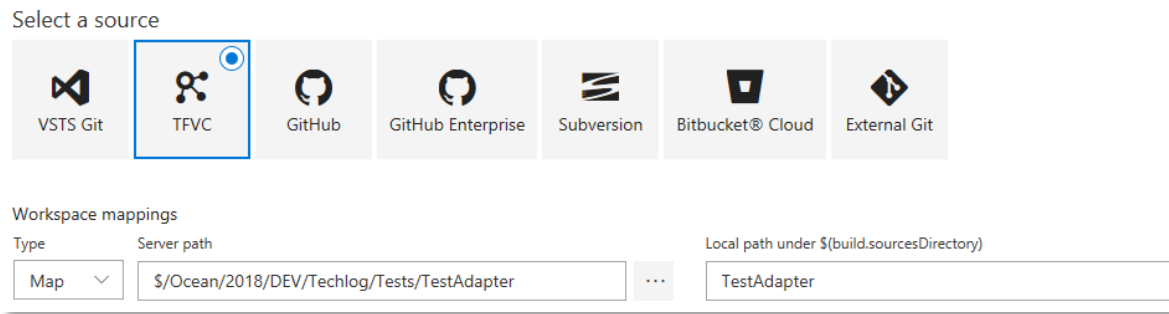 Select a source
VSTS Git TFVC GitHub GitHub Enterprise Subversion Bitbucket® Cloud External Git
Workspace mappings
Type Server path Local path under $(build.sourcesDirectory)
Map $/Ocean/2018/DEV/Techlog/Tests/TestAdapter ... TestAdapter